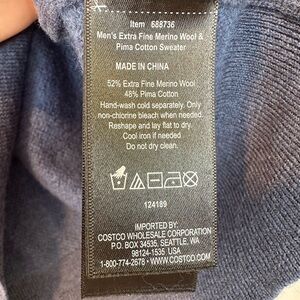 Item 688736
Men's Extra Fine Merino Wool &
Pima Cotton Sweater
MADE IN CHINA
52% Extra Fine Merino Wool
48% Pima Cotton
Hand-wash cold separately. Only
non-chlorine bleach when needed.
Reshape and lay flat to dry.
Cool iron if needed
Do not dry clean.
124189
IMPORTED BY:
COSTCO WHOLESALE CORPORATION
P.O. BOX 34535, SEATTLE, WA
98124-1535 USA
1-800-774-2678 • WWW.COSTCO.COM